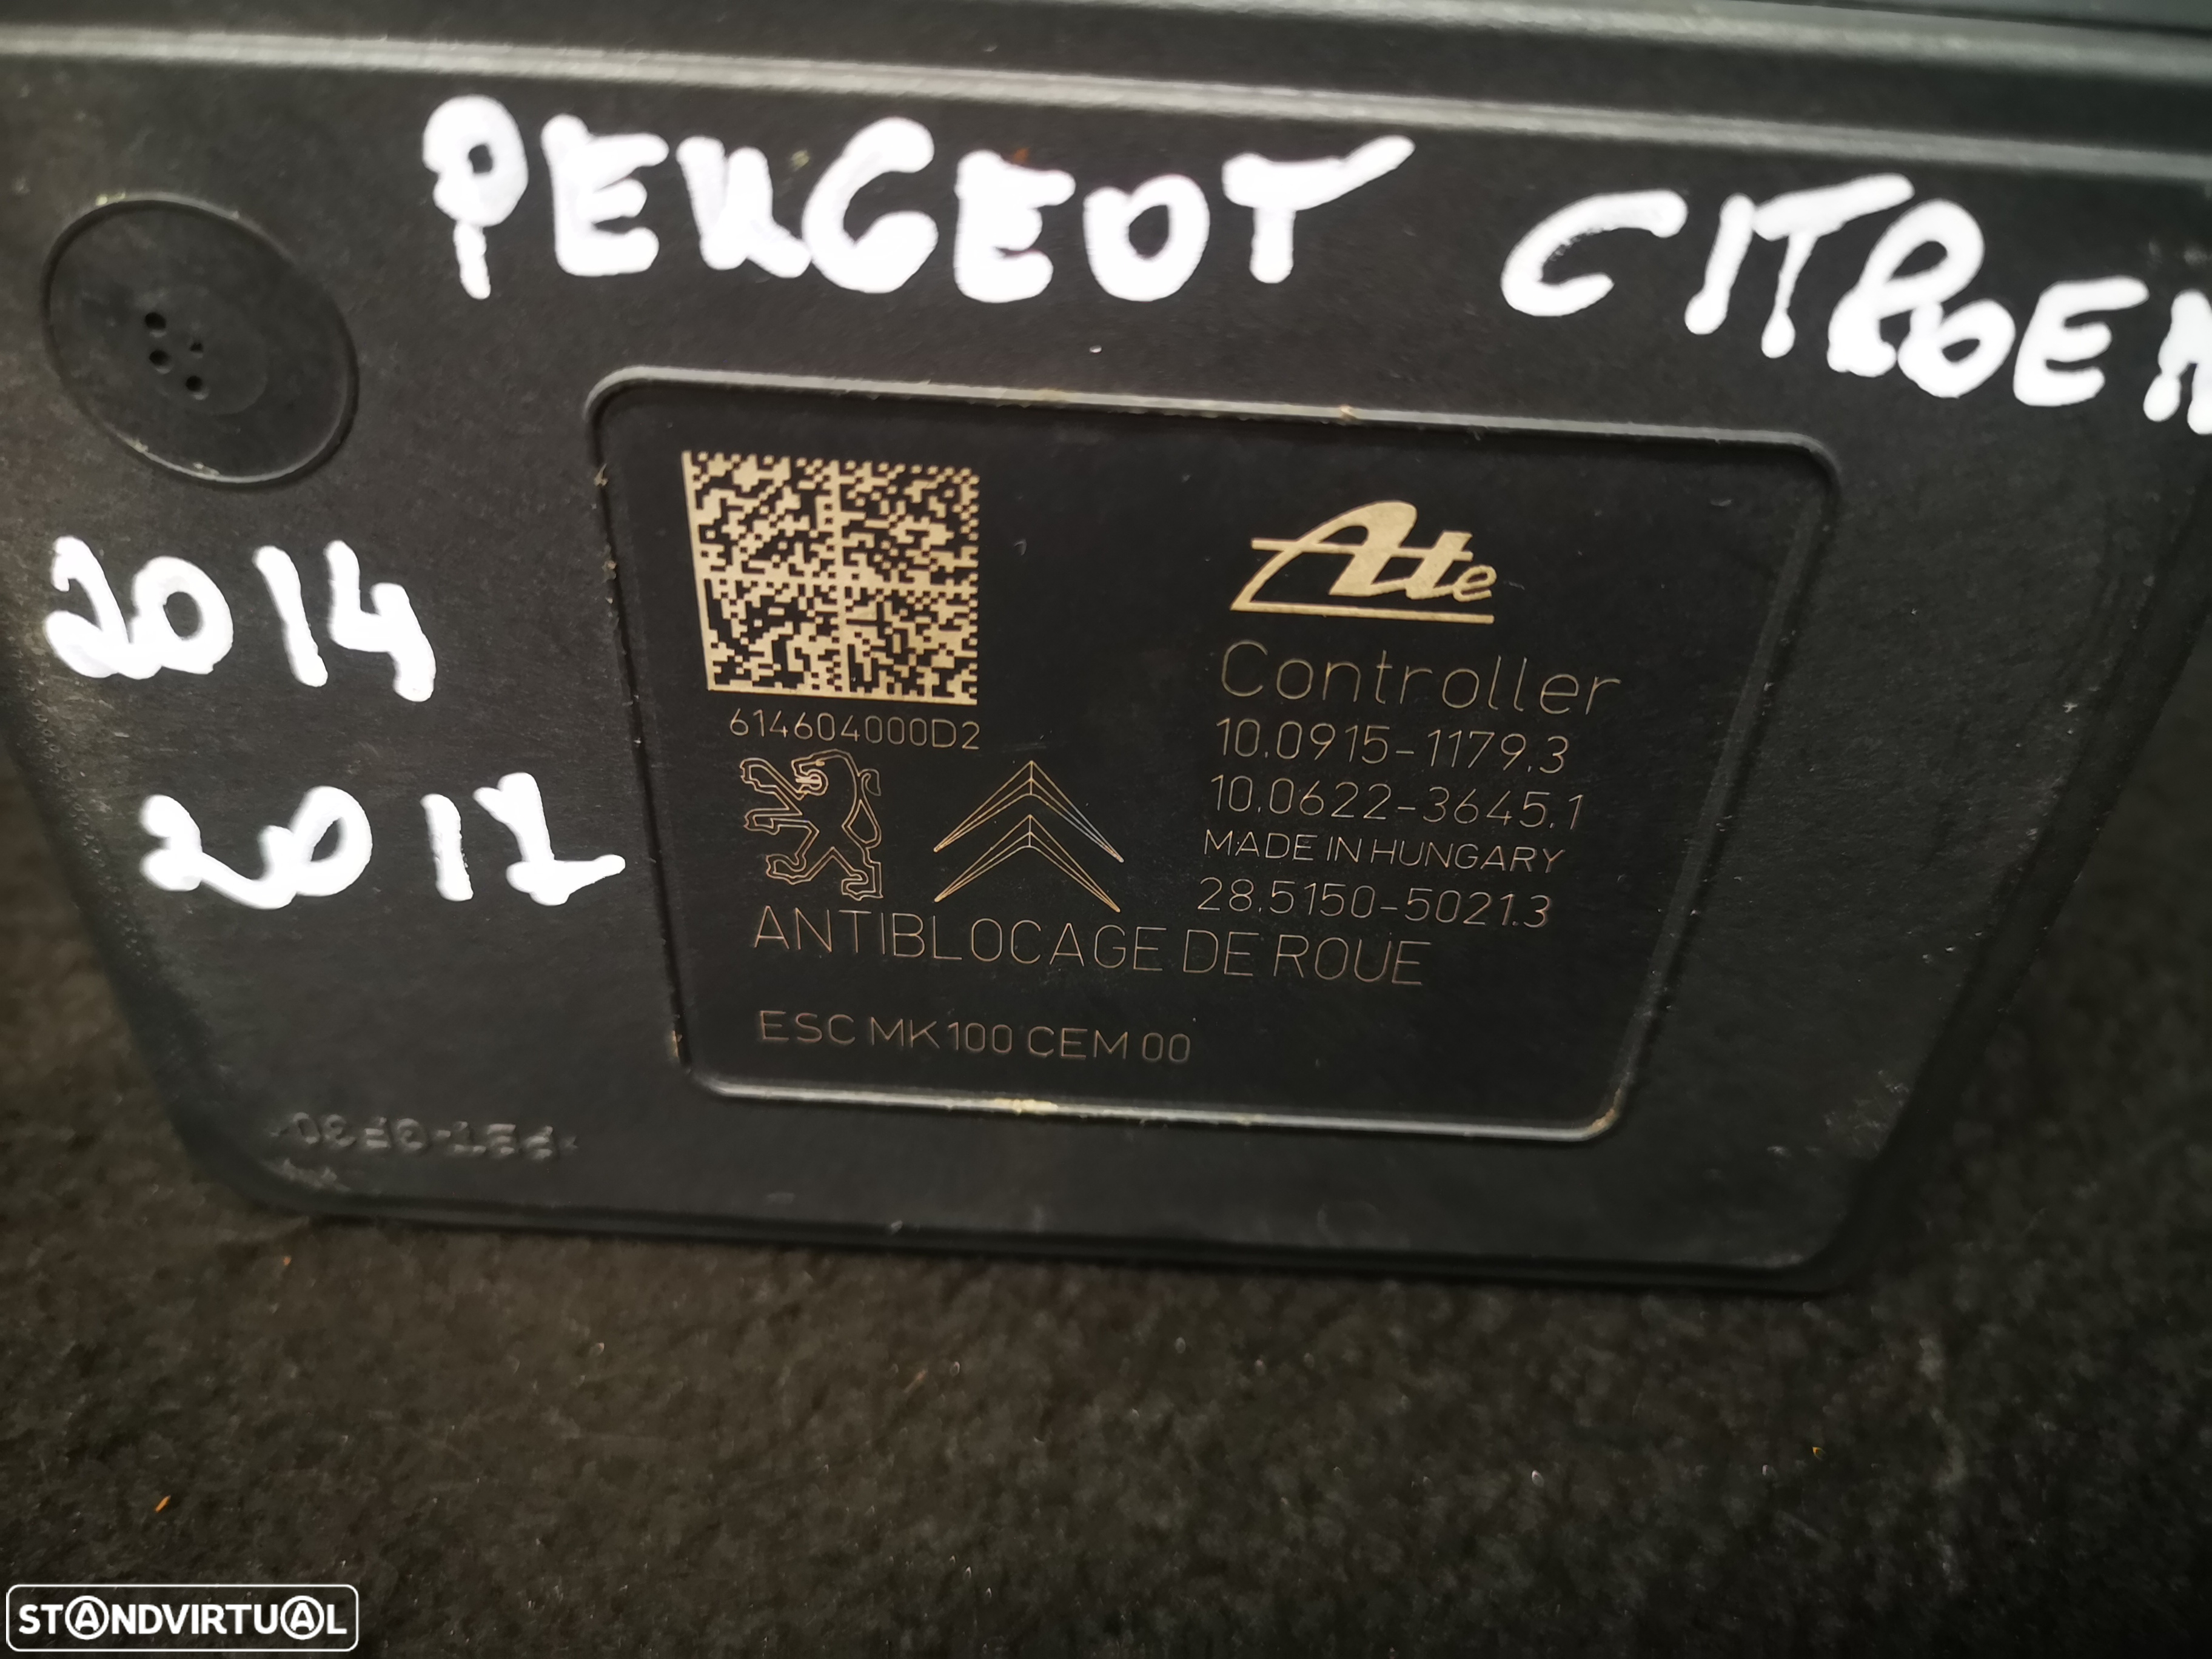 PEUGEOT CITROEN
2014
2017
614604000D2
Ate
Controller
10.0915-1179.3
10.0622-3645.1
MADE IN HUNGARY
28.5150-5021.3
ANTIBLOCAGE DE ROUE
ESC MK100 CEM 00
STANDVIRTUAL